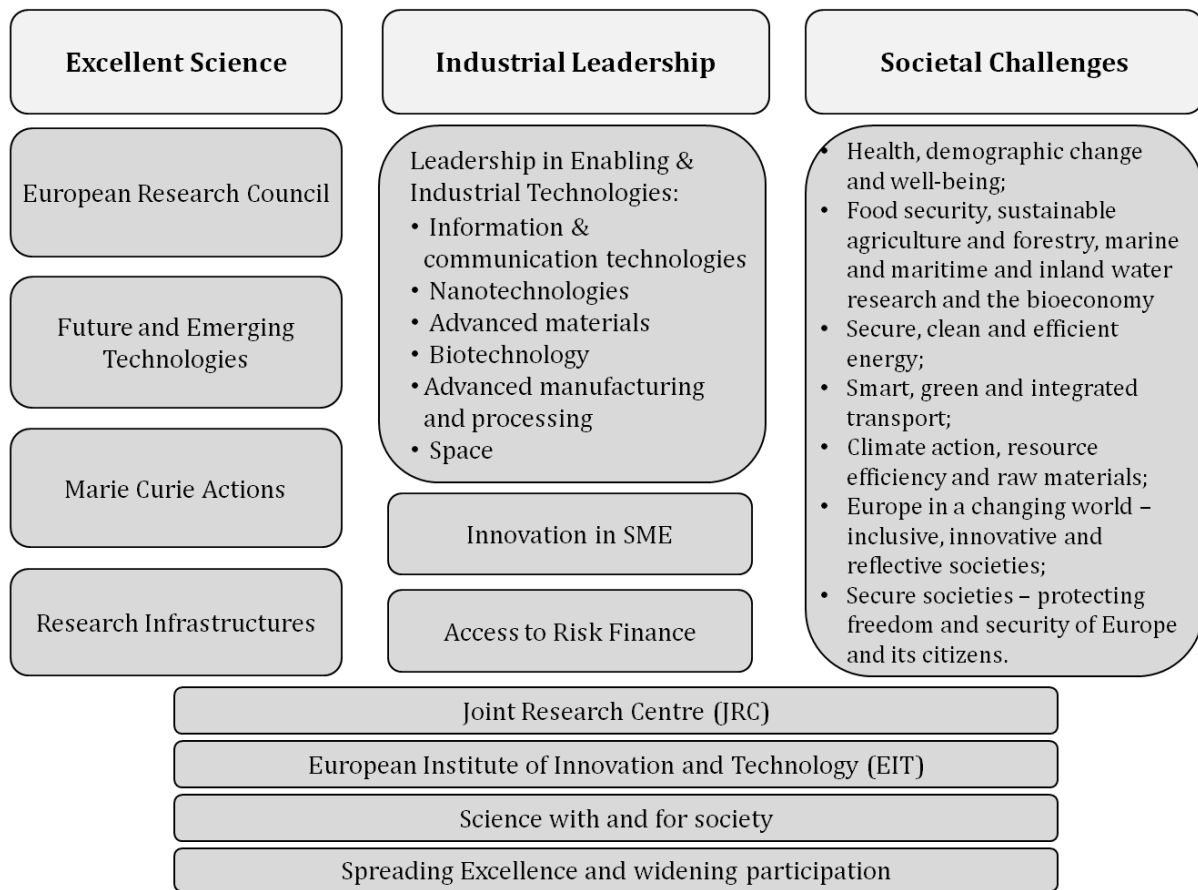 Excellent Science
European Research Council
Future and Emerging
Technologies
Marie Curie Actions
Research Infrastructures
Industrial Leadership
Leadership in Enabling &
Industrial Technologies:
• Information &
communication technologies
• Nanotechnologies
• Advanced materials
• Biotechnology
• Advanced manufacturing
and processing
• Space
Innovation in SME
Access to Risk Finance
Societal Challenges
• Health, demographic change
and well-being;
• Food security, sustainable
agriculture and forestry, marine
and maritime and inland water
research and the bioeconomy
• Secure, clean and efficient
energy;
• Smart, green and integrated
transport;
• Climate action, resource
efficiency and raw materials;
• Europe in a changing world –
inclusive, innovative and
reflective societies;
• Secure societies – protecting
freedom and security of Europe
and its citizens.
Joint Research Centre (JRC)
European Institute of Innovation and Technology (EIT)
Science with and for society
Spreading Excellence and widening participation